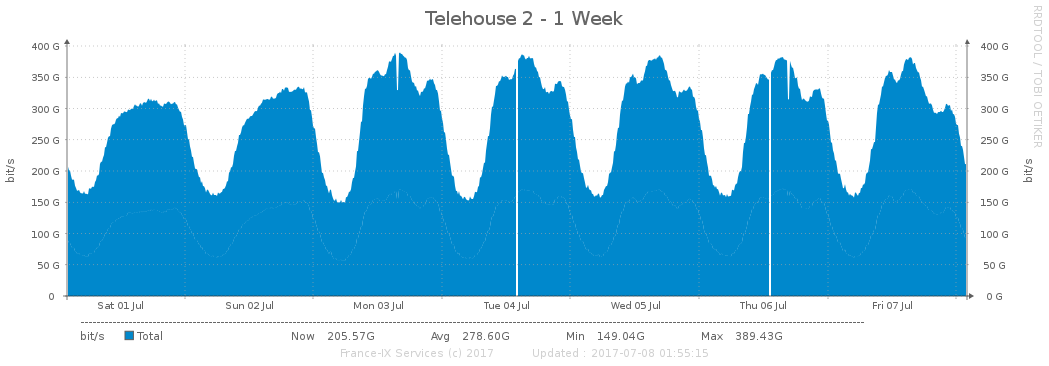 Telehouse 2 - 1 Week
RRDTOOL / TOBI OETIKER
400 G 400 G
350 G 350 G
300 G 300 G
250 G 250 G
200 G 200 G
150 G 150 G
100 G 100 G
50 G 50 G
0 0 G
bit/s bit/s
Sat 01 Jul Sun 02 Jul Mon 03 Jul Tue 04 Jul Wed 05 Jul Thu 06 Jul Fri 07 Jul
bit/s Total Now 205.57G Avg 278.60G Min 149.04G Max 389.43G
France-IX Services (c) 2017 Updated : 2017-07-08 01:55:15